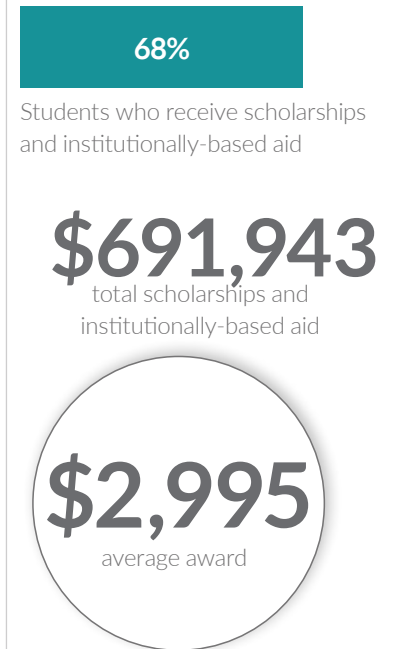 68%
Students who receive scholarships
and institutionally-based aid
$691,943
total scholarships and
institutionally-based aid
$2,995
average award